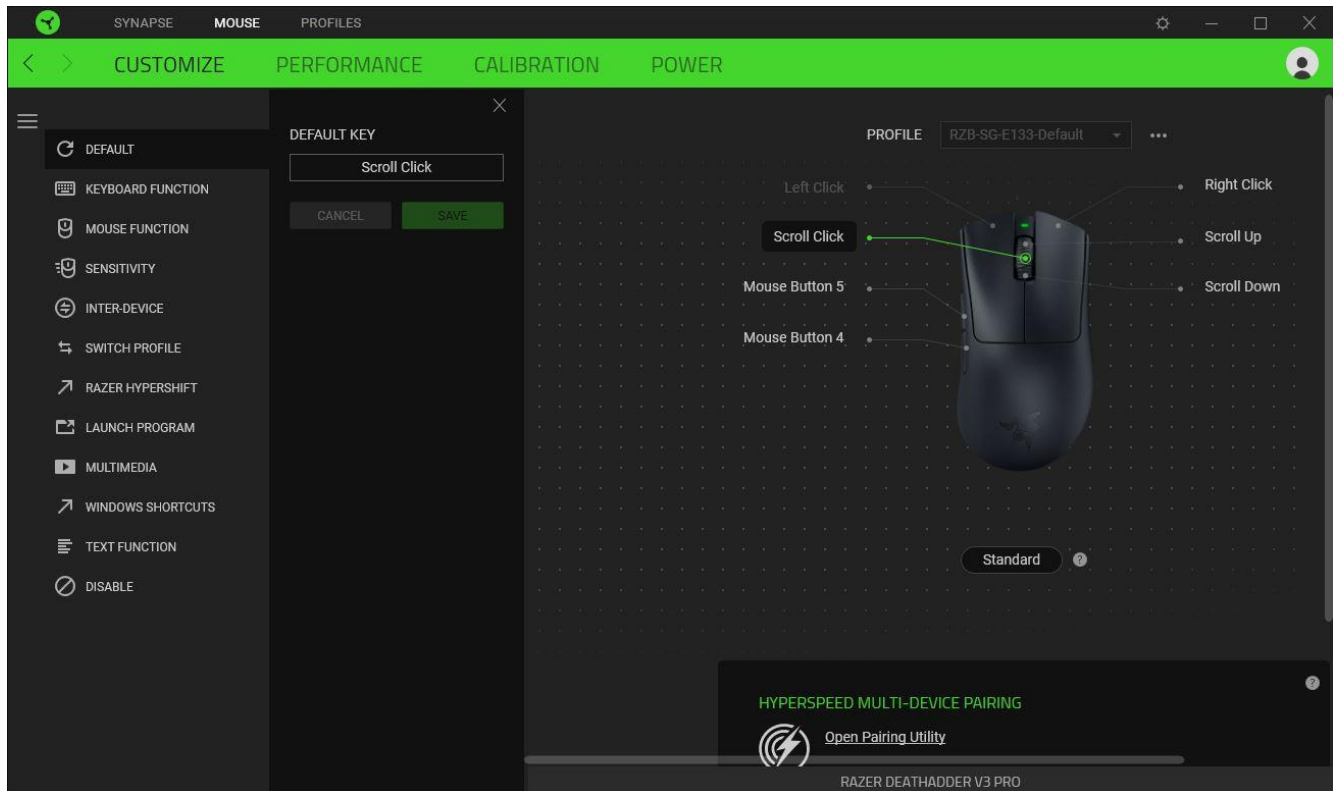 SYNAPSE MOUSE PROFILES
CUSTOMIZE PERFORMANCE CALIBRATION POWER
DEFAULT
KEYBOARD FUNCTION
MOUSE FUNCTION
SENSITIVITY
INTER-DEVICE
SWITCH PROFILE
RAZER HYPERSHIFT
LAUNCH PROGRAM
MULTIMEDIA
WINDOWS SHORTCUTS
TEXT FUNCTION
DISABLE
DEFAULT KEY
Scroll Click
CANCEL SAVE
PROFILE RZB-SG-E133-Default
Left Click Right Click
Scroll Click Scroll Up
Mouse Button 5 Scroll Down
Mouse Button 4
Standard ?
?
HYPERSPEED MULTI-DEVICE PAIRING
Open Pairing Utility
RAZER DEATHADDER V3 PRO